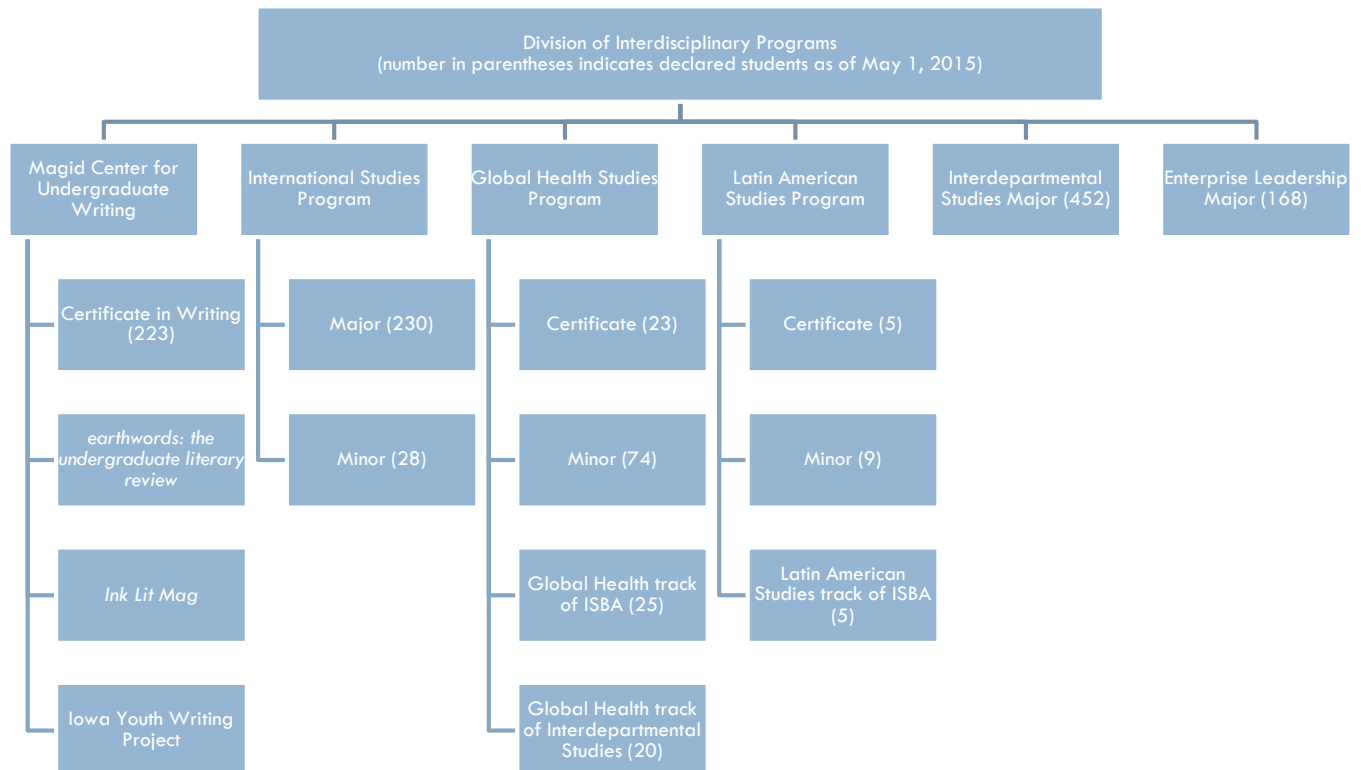 Division of Interdisciplinary Programs
(number in parentheses indicates declared students as of May 1, 2015)
Magid Center for
Undergraduate
Writing
International Studies
Program
Global Health Studies
Program
Latin American
Studies Program
Interdepartmental
Studies Major (452)
Enterprise Leadership
Major (168)
Certificate in Writing
(223)
Major (230)
Certificate (23)
Certificate (5)
earthwords: the
undergraduate literary
review
Minor (28)
Minor (74)
Minor (9)
Ink Lit Mag
Global Health track
of ISBA (25)
Latin American
Studies track of ISBA
(5)
Iowa Youth Writing
Project
Global Health track
of Interdepartmental
Studies (20)